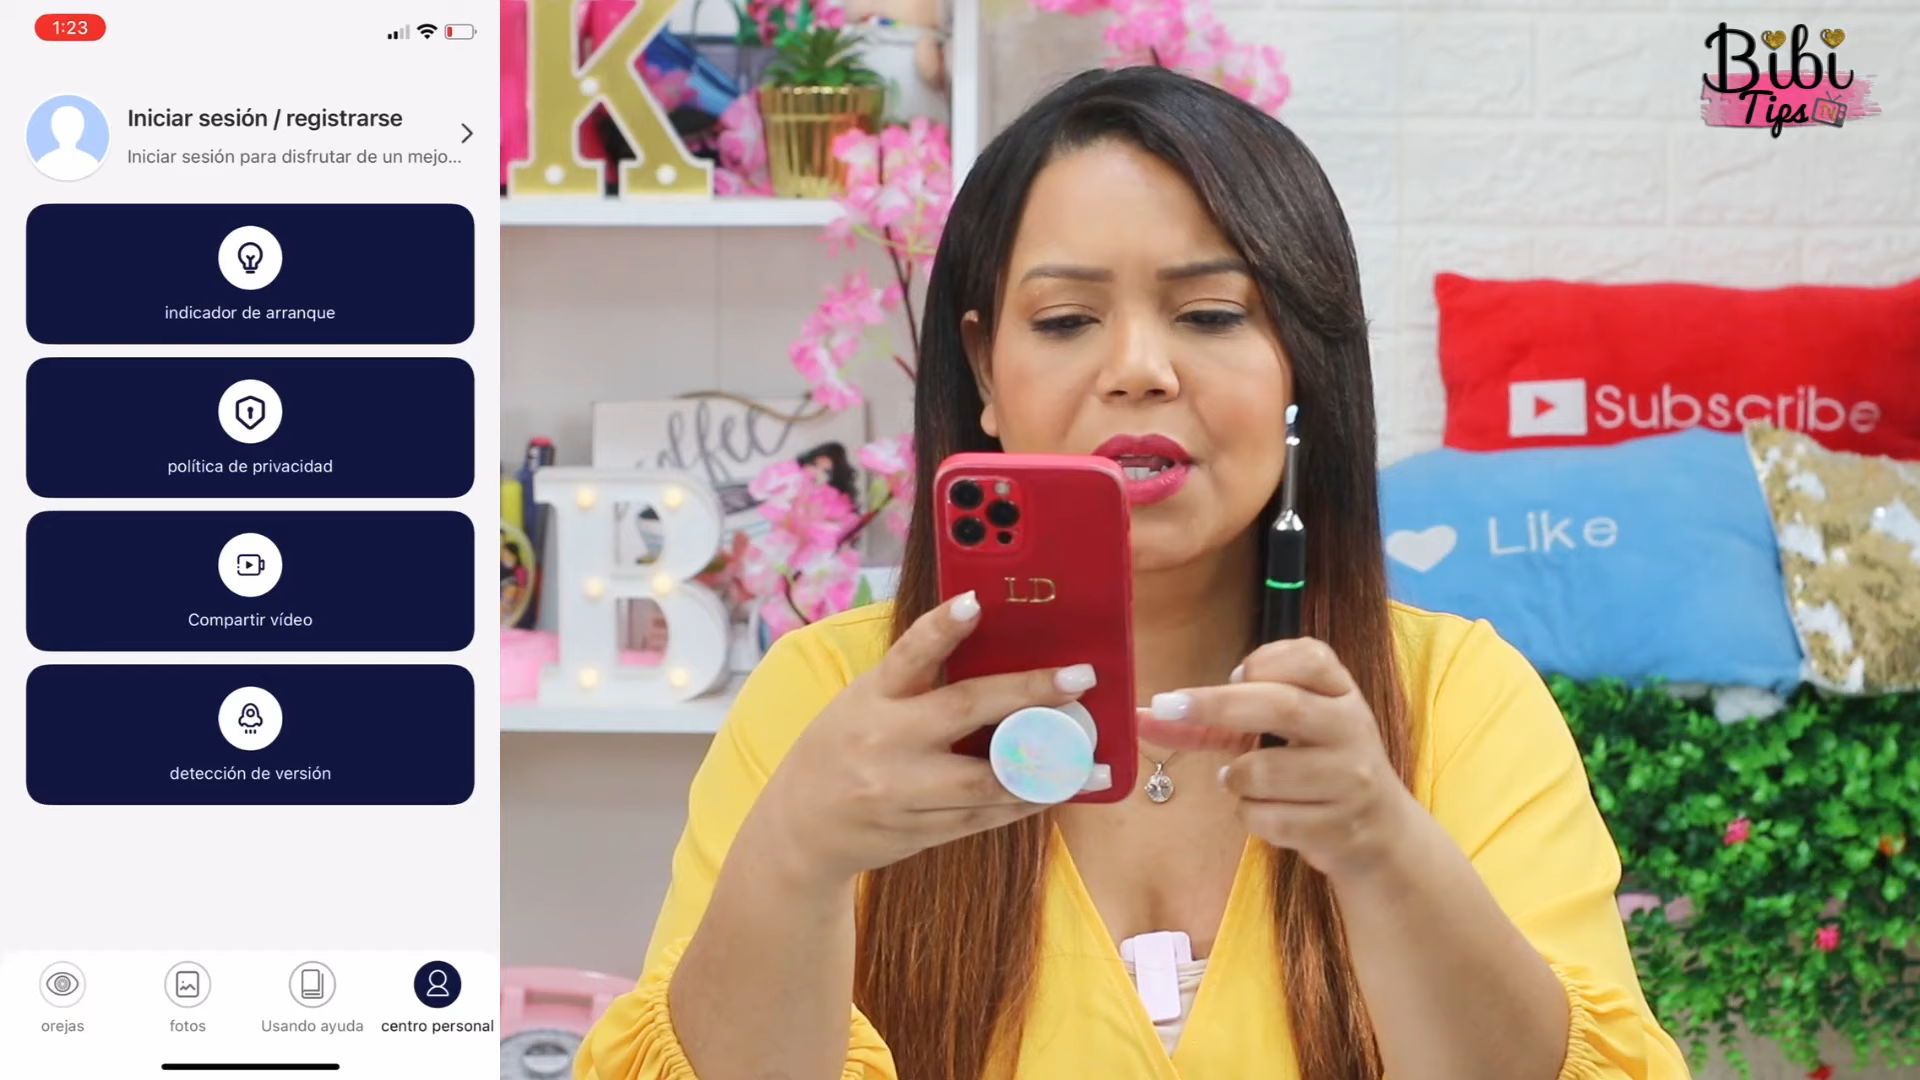 1:23
Iniciar sesión / registrarse
Iniciar sesión para disfrutar de un mejo...
indicador de arranque
política de privacidad
Compartir vídeo
detección de versión
orejas
fotos
Usando ayuda
centro personal
K
B
LD
Bibi
Tips
TV
Subscribe
Like